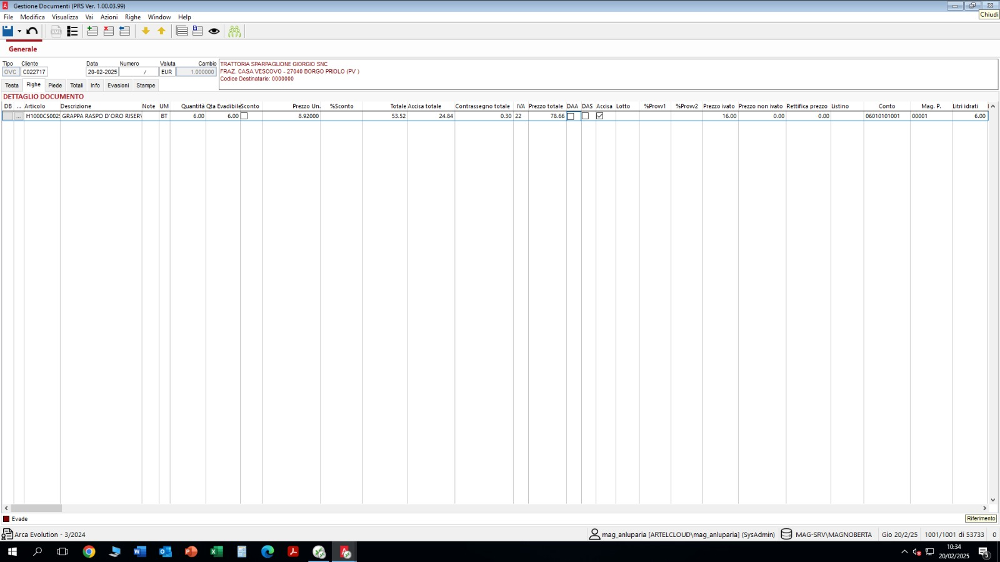 Gestione Documenti (PRS Ver. 1.00.03.99)
Chiudi
File Modifica Visualizza Vai Azioni Righe Window Help
Generale
Tipo Cliente Data Numero Valuta Cambio
OVC C022717 20-02-2025 / EUR 1.000000
TRATTORIA SPARPAGLIONE GIORGIO SNC
FRAZ. CASA VESCOVO - 27040 BORGO PRIOLO (PV )
Codice Destinatario: 0000000
Testa Righe Piede Totali Info Evasioni Stampe
DETTAGLIO DOCUMENTO
DB ... Articolo Descrizione Note UM Quantità Qta Evadibile Sconto Prezzo Un. %Sconto Totale Accisa totale Contrassegno totale IVA Prezzo totale DAA DAS Accisa Lotto %Provv1 %Provv2 Prezzo ivato Prezzo non ivato Rettifica prezzo Listino Conto Mag. P. Litri idrati
... H1000CS002 GRAPPA RASPO D'ORO RISERV BT 6.00 6.00 8.92000 53.52 24.84 0.30 22 78.66 16.00 0.00 0.00 06010101001 00001 6.00
Evade
Riferimento
Arca Evolution - 3/2024 mag_anluparia [ARTELCLOUD\mag_anluparia] (SysAdmin) MAG-SRV\MAGNOBERTA Gio 20/2/25 1001/1001 di 53733 0
10:34
20/02/2025
5